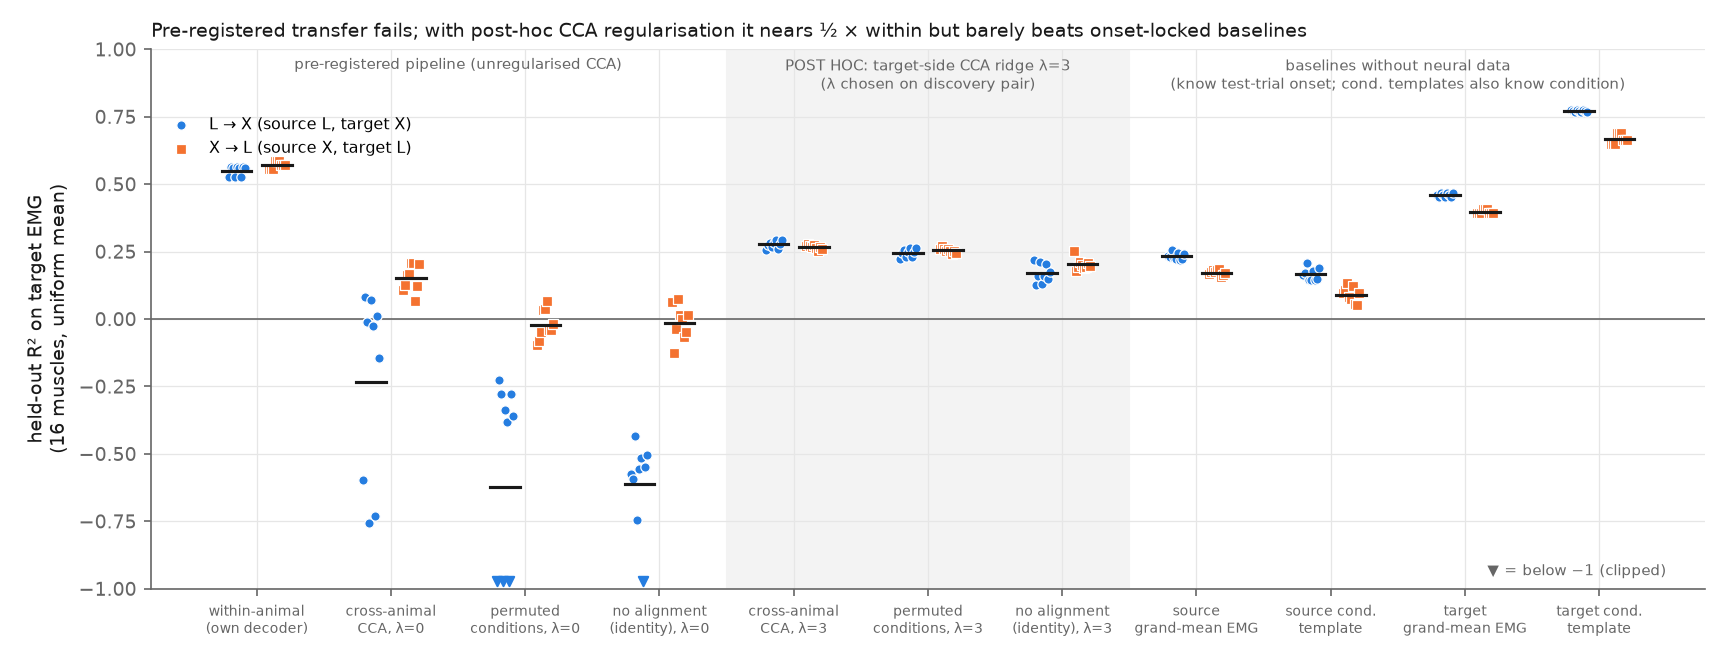 Pre-registered transfer fails; with post-hoc CCA regularisation it nears ½ × within but barely beats onset-locked baselines
pre-registered pipeline (unregularised CCA)
POST HOC: target-side CCA ridge λ=3
(λ chosen on discovery pair)
baselines without neural data
(know test-trial onset; cond. templates also know condition)
L → X (source L, target X)
X → L (source X, target L)
held-out R² on target EMG
(16 muscles, uniform mean)
1.00
0.75
0.50
0.25
0.00
−0.25
−0.50
−0.75
−1.00
▼ = below −1 (clipped)
within-animal
(own decoder)
cross-animal
CCA, λ=0
permuted
conditions, λ=0
no alignment
(identity), λ=0
cross-animal
CCA, λ=3
permuted
conditions, λ=3
no alignment
(identity), λ=3
source
grand-mean EMG
source cond.
template
target
grand-mean EMG
target cond.
template